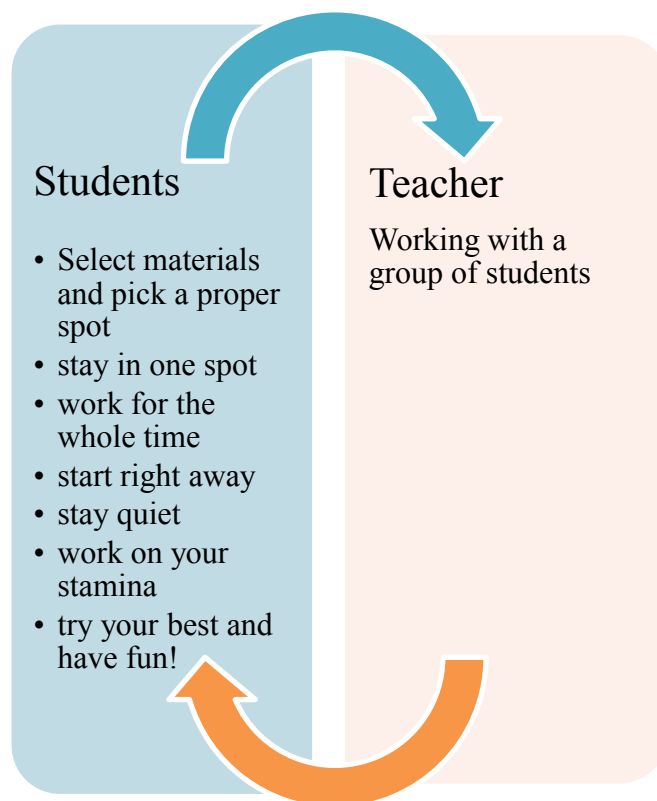 Students
• Select materials
and pick a proper
spot
• stay in one spot
• work for the
whole time
• start right away
• stay quiet
• work on your
stamina
• try your best and
have fun!
Teacher
Working with a
group of students